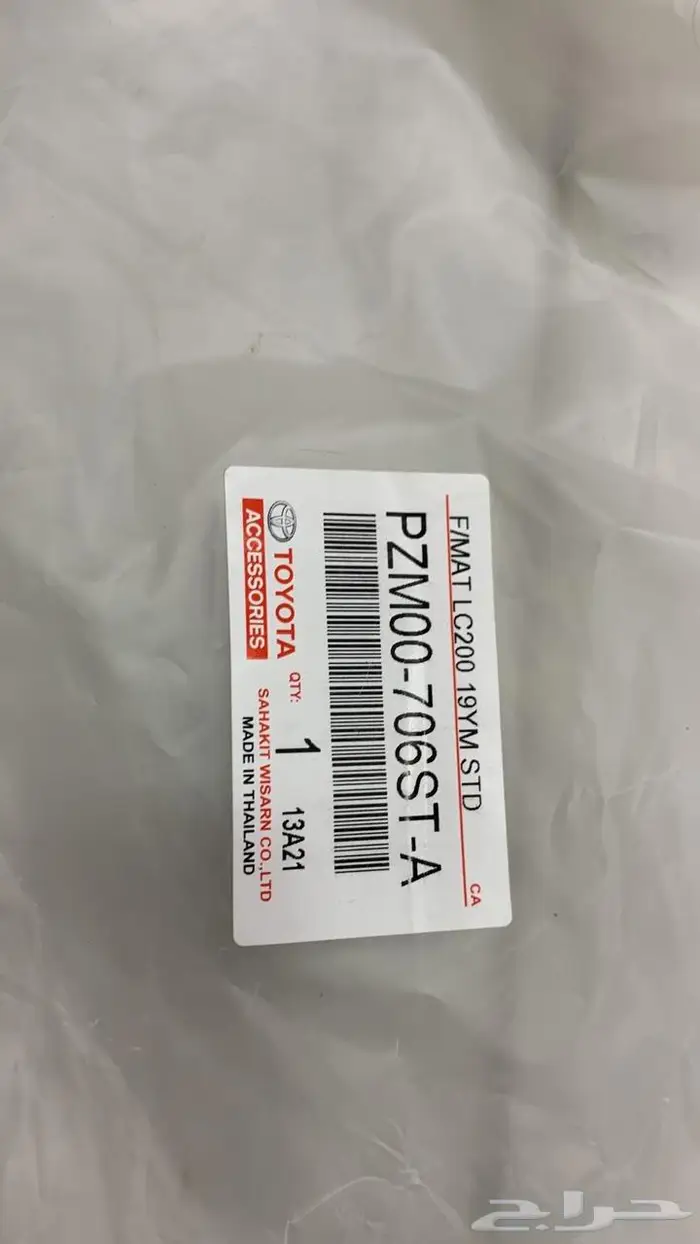 F/MAT LC200 19YM STD
CA
PZM00-706ST-A
TOYOTA
ACCESSORIES
QTY: 1 13A21
SAHAKIT WISARN CO.,LTD
MADE IN THAILAND
حراج